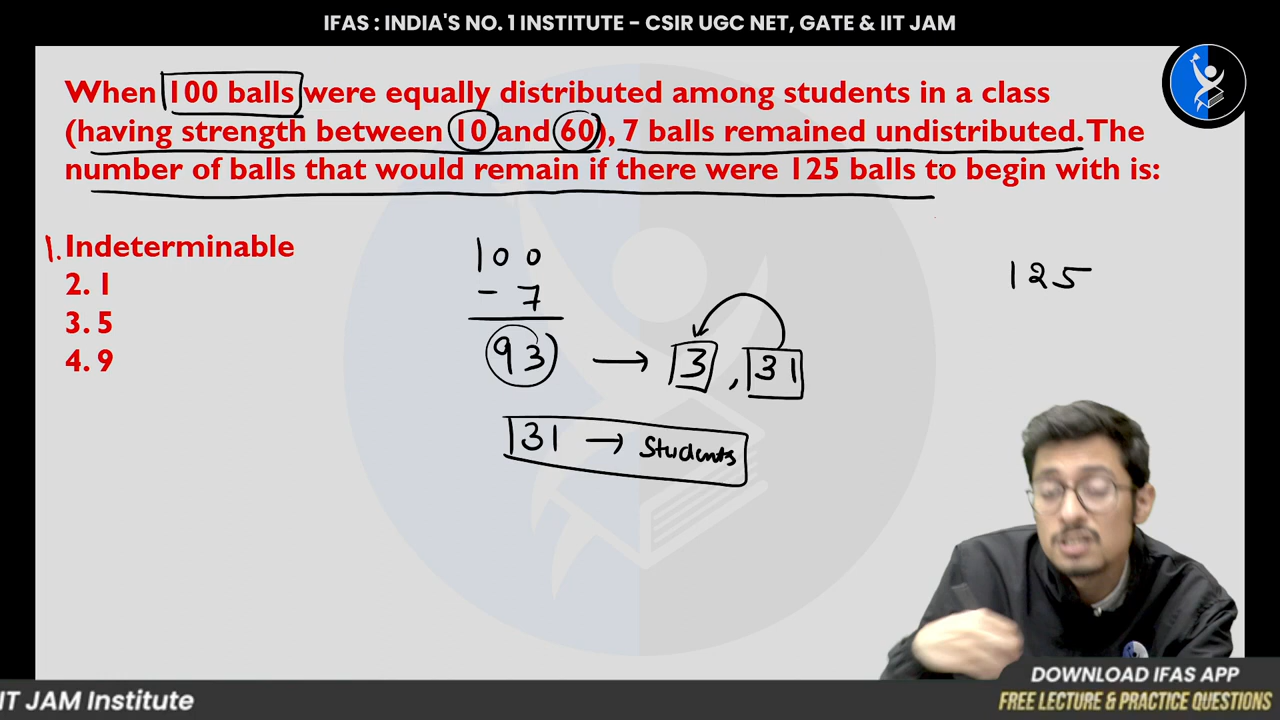 IFAS : INDIA'S NO. 1 INSTITUTE – CSIR UGC NET, GATE & IIT JAM
When 100 balls were equally distributed among students in a class
(having strength between 10 and 60), 7 balls remained undistributed. The
number of balls that would remain if there were 125 balls to begin with is:
1. Indeterminable
2. 1
3. 5
4. 9
100
- 7
93 → 3, 31
31 → Students
125
DOWNLOAD IFAS APP
FREE LECTURE & PRACTICE QUESTIONS
IT JAM Institute